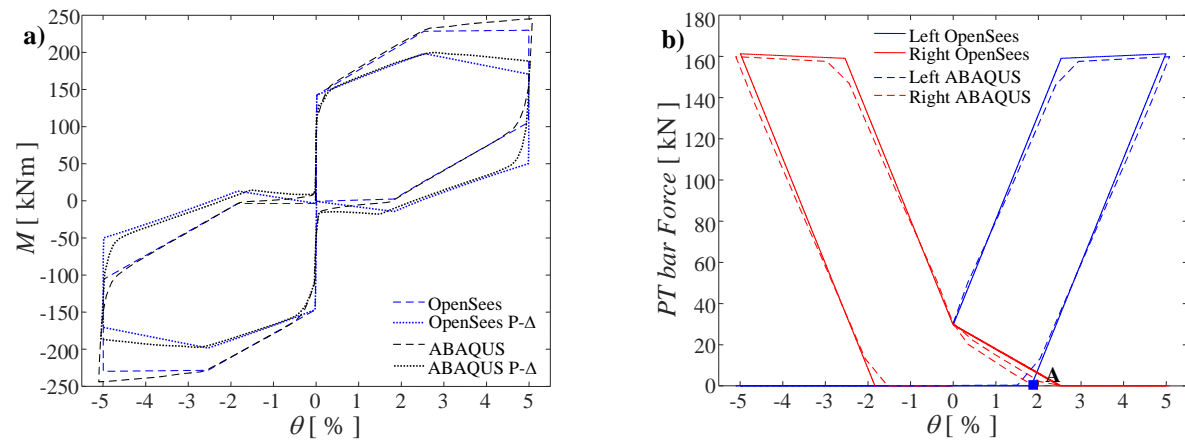 a)
250
200
150
100
50
0
-50
-100
-150
-200
-250
M [ kNm]
-5 -4 -3 -2 -1 0 1 2 3 4 5
θ [ %]
OpenSees
OpenSees P-Δ
ABAQUS
ABAQUS P-Δ
b)
180
160
140
120
100
80
60
40
20
0
PT bar Force [ kN]
-5 -4 -3 -2 -1 0 1 2 3 4 5
θ [ %]
Left OpenSees
Right OpenSees
Left ABAQUS
Right ABAQUS
A